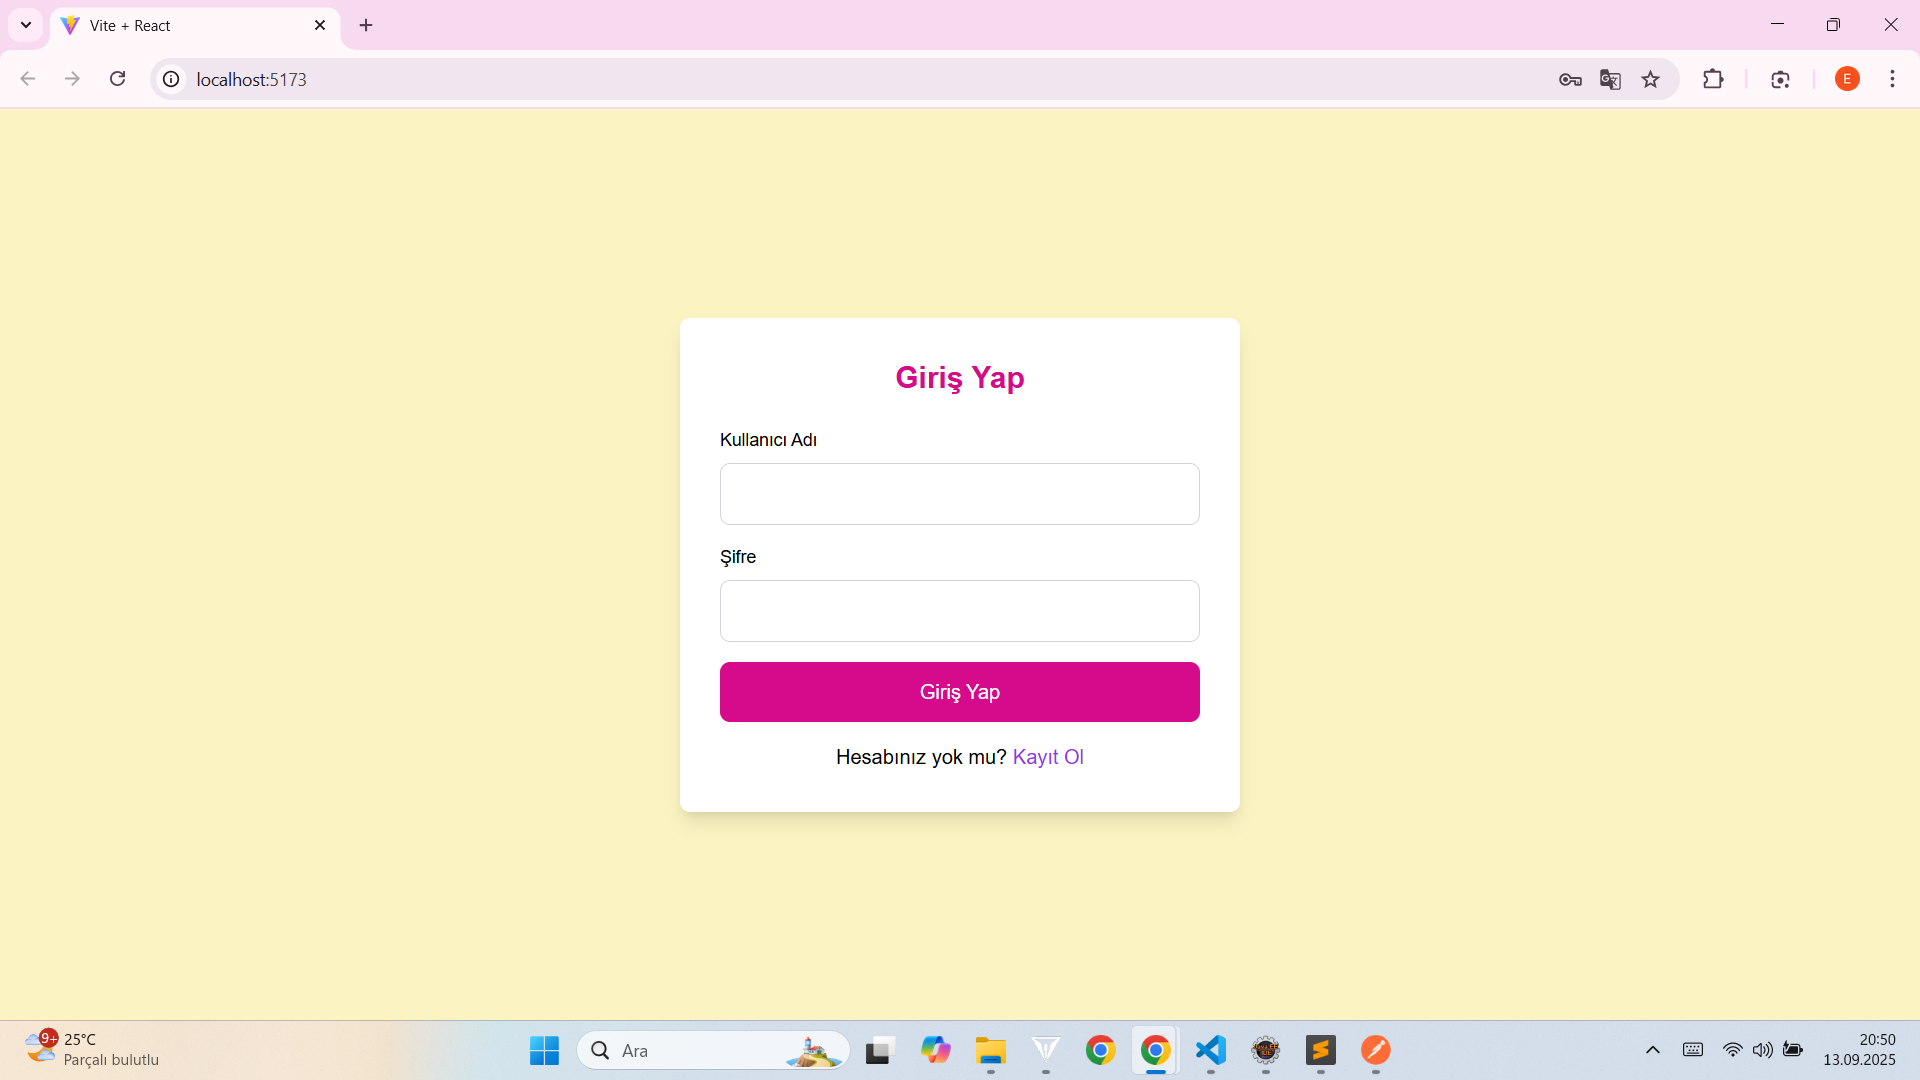 Vite + React
localhost:5173
E
Giriş Yap
Kullanıcı Adı
Şifre
Giriş Yap
Hesabınız yok mu? Kayıt Ol
9+
25°C
Parçalı bulutlu
Ara
20:50
13.09.2025